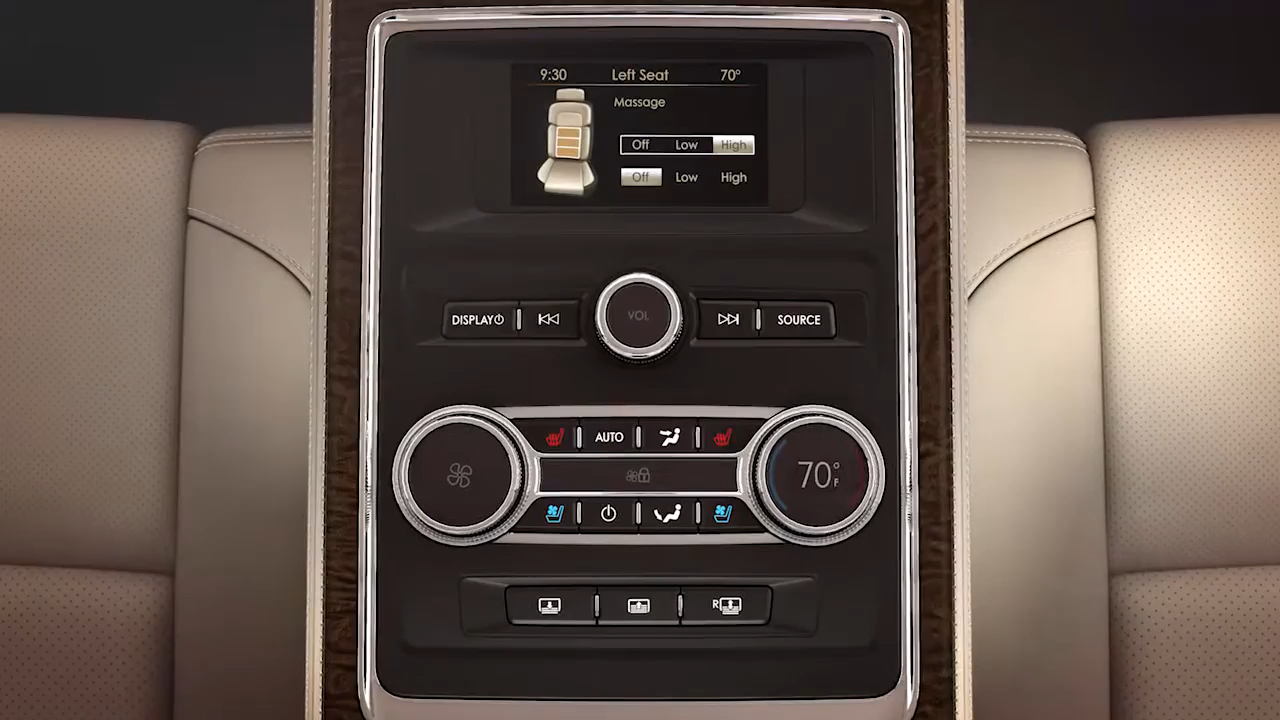 9:30 Left Seat 70°
Massage
Off Low High
Off Low High
DISPLAY VOL SOURCE
AUTO
70°F
R